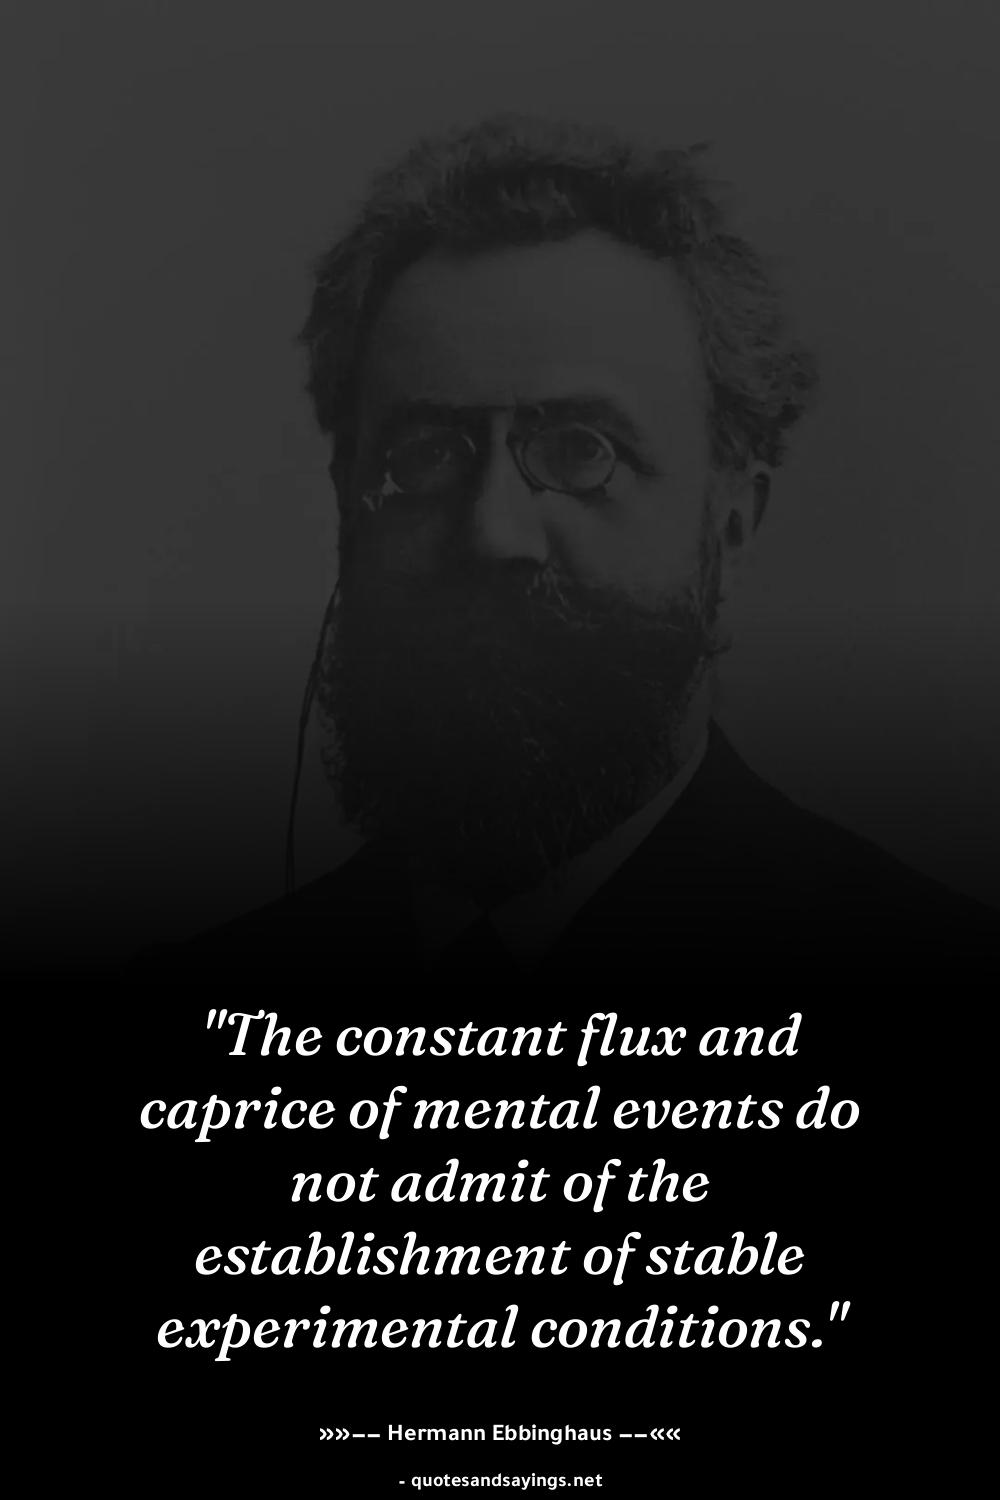 "The constant flux and
caprice of mental events do
not admit of the
establishment of stable
experimental conditions."
»»–– Hermann Ebbinghaus ––««
- quotesandsayings.net